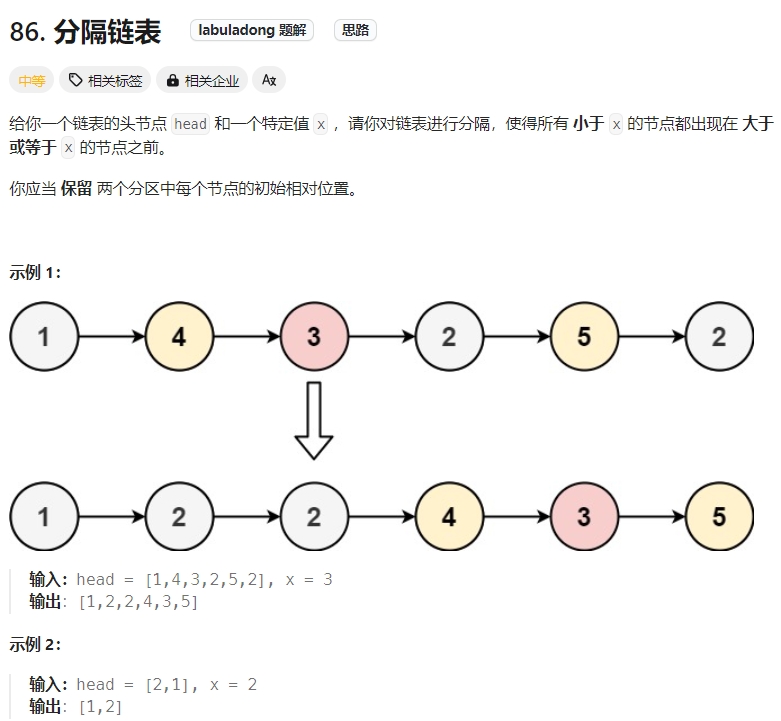 86. 分隔链表 labuladong 题解 思路
中等 相关标签 相关企业 Az
给你一个链表的头节点 head 和一个特定值 x ，请你对链表进行分隔，使得所有 小于 x 的节点都出现在 大于
或等于 x 的节点之前。
你应当 保留 两个分区中每个节点的初始相对位置。
示例 1：
1 4 3 2 5 2
1 2 2 4 3 5
输入：head = [1,4,3,2,5,2], x = 3
输出：[1,2,2,4,3,5]
示例 2：
输入：head = [2,1], x = 2
输出：[1,2]